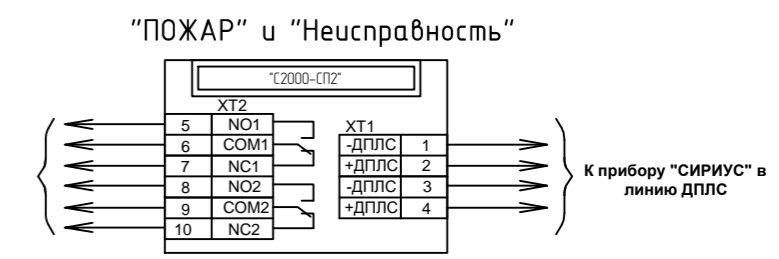 "ПОЖАР" и "Неисправность"
"С2000-СП2"
XT2
5 NO1
6 COM1
7 NC1
8 NO2
9 COM2
10 NC2
XT1
-ДПЛС 1
+ДПЛС 2
-ДПЛС 3
+ДПЛС 4
К прибору "СИРИУС" в
линию ДПЛС